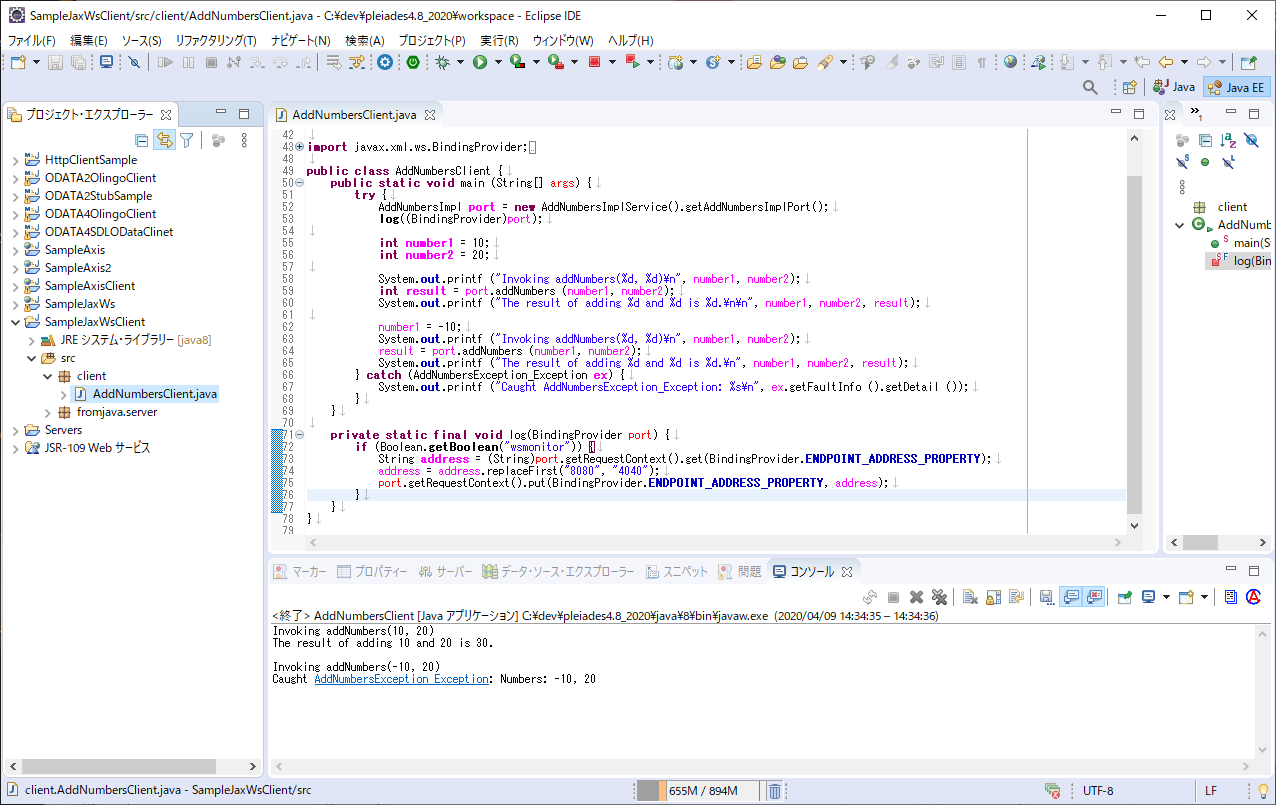 SampleJaxWsClient/src/client/AddNumbersClient.java - C:¥dev¥pleiades4.8_2020¥workspace - Eclipse IDE
ファイル(F) 編集(E) ソース(S) リファクタリング(T) ナビゲート(N) 検索(A) プロジェクト(P) 実行(R) ウィンドウ(W) ヘルプ(H)
Java Java EE
プロジェクト・エクスプローラー
HttpClientSample
ODATA2OlingoClient
ODATA2StubSample
ODATA4OlingoClient
ODATA4SDLODataClinet
SampleAxis
SampleAxis2
SampleAxisClient
SampleJaxWs
SampleJaxWsClient
JRE システム・ライブラリー [java8]
src
client
AddNumbersClient.java
fromjava.server
Servers
JSR-109 Web サービス
AddNumbersClient.java
42
43 import javax.xml.ws.BindingProvider;
48
49 public class AddNumbersClient {
50 public static void main (String[] args) {
51 try {
52 AddNumbersImpl port = new AddNumbersImplService().getAddNumbersImplPort();
53 log((BindingProvider)port);
54
55 int number1 = 10;
56 int number2 = 20;
57
58 System.out.printf ("Invoking addNumbers(%d, %d)¥n", number1, number2);
59 int result = port.addNumbers (number1, number2);
60 System.out.printf ("The result of adding %d and %d is %d.¥n¥n", number1, number2, result);
61
62 number1 = -10;
63 System.out.printf ("Invoking addNumbers(%d, %d)¥n", number1, number2);
64 result = port.addNumbers (number1, number2);
65 System.out.printf ("The result of adding %d and %d is %d.¥n", number1, number2, result);
66 } catch (AddNumbersException_Exception ex) {
67 System.out.printf ("Caught AddNumbersException_Exception: %s¥n", ex.getFaultInfo ().getDetail ());
68 }
69 }
70
71 private static final void log(BindingProvider port) {
72 if (Boolean.getBoolean("wsmonitor")) {
73 String address = (String)port.getRequestContext().get(BindingProvider.ENDPOINT_ADDRESS_PROPERTY);
74 address = address.replaceFirst("8080", "4040");
75 port.getRequestContext().put(BindingProvider.ENDPOINT_ADDRESS_PROPERTY, address);
76 }
77 }
78 }
79
1
client
AddNumb
main(S
log(Bin
マーカー プロパティー サーバー データ・ソース・エクスプローラー スニペット 問題 コンソール
<終了> AddNumbersClient [Java アプリケーション] C:¥dev¥pleiades4.8_2020¥java¥8¥bin¥javaw.exe (2020/04/09 14:34:35 – 14:34:36)
Invoking addNumbers(10, 20)
The result of adding 10 and 20 is 30.
Invoking addNumbers(-10, 20)
Caught AddNumbersException_Exception: Numbers: -10, 20
client.AddNumbersClient.java - SampleJaxWsClient/src
655M / 894M
UTF-8
LF